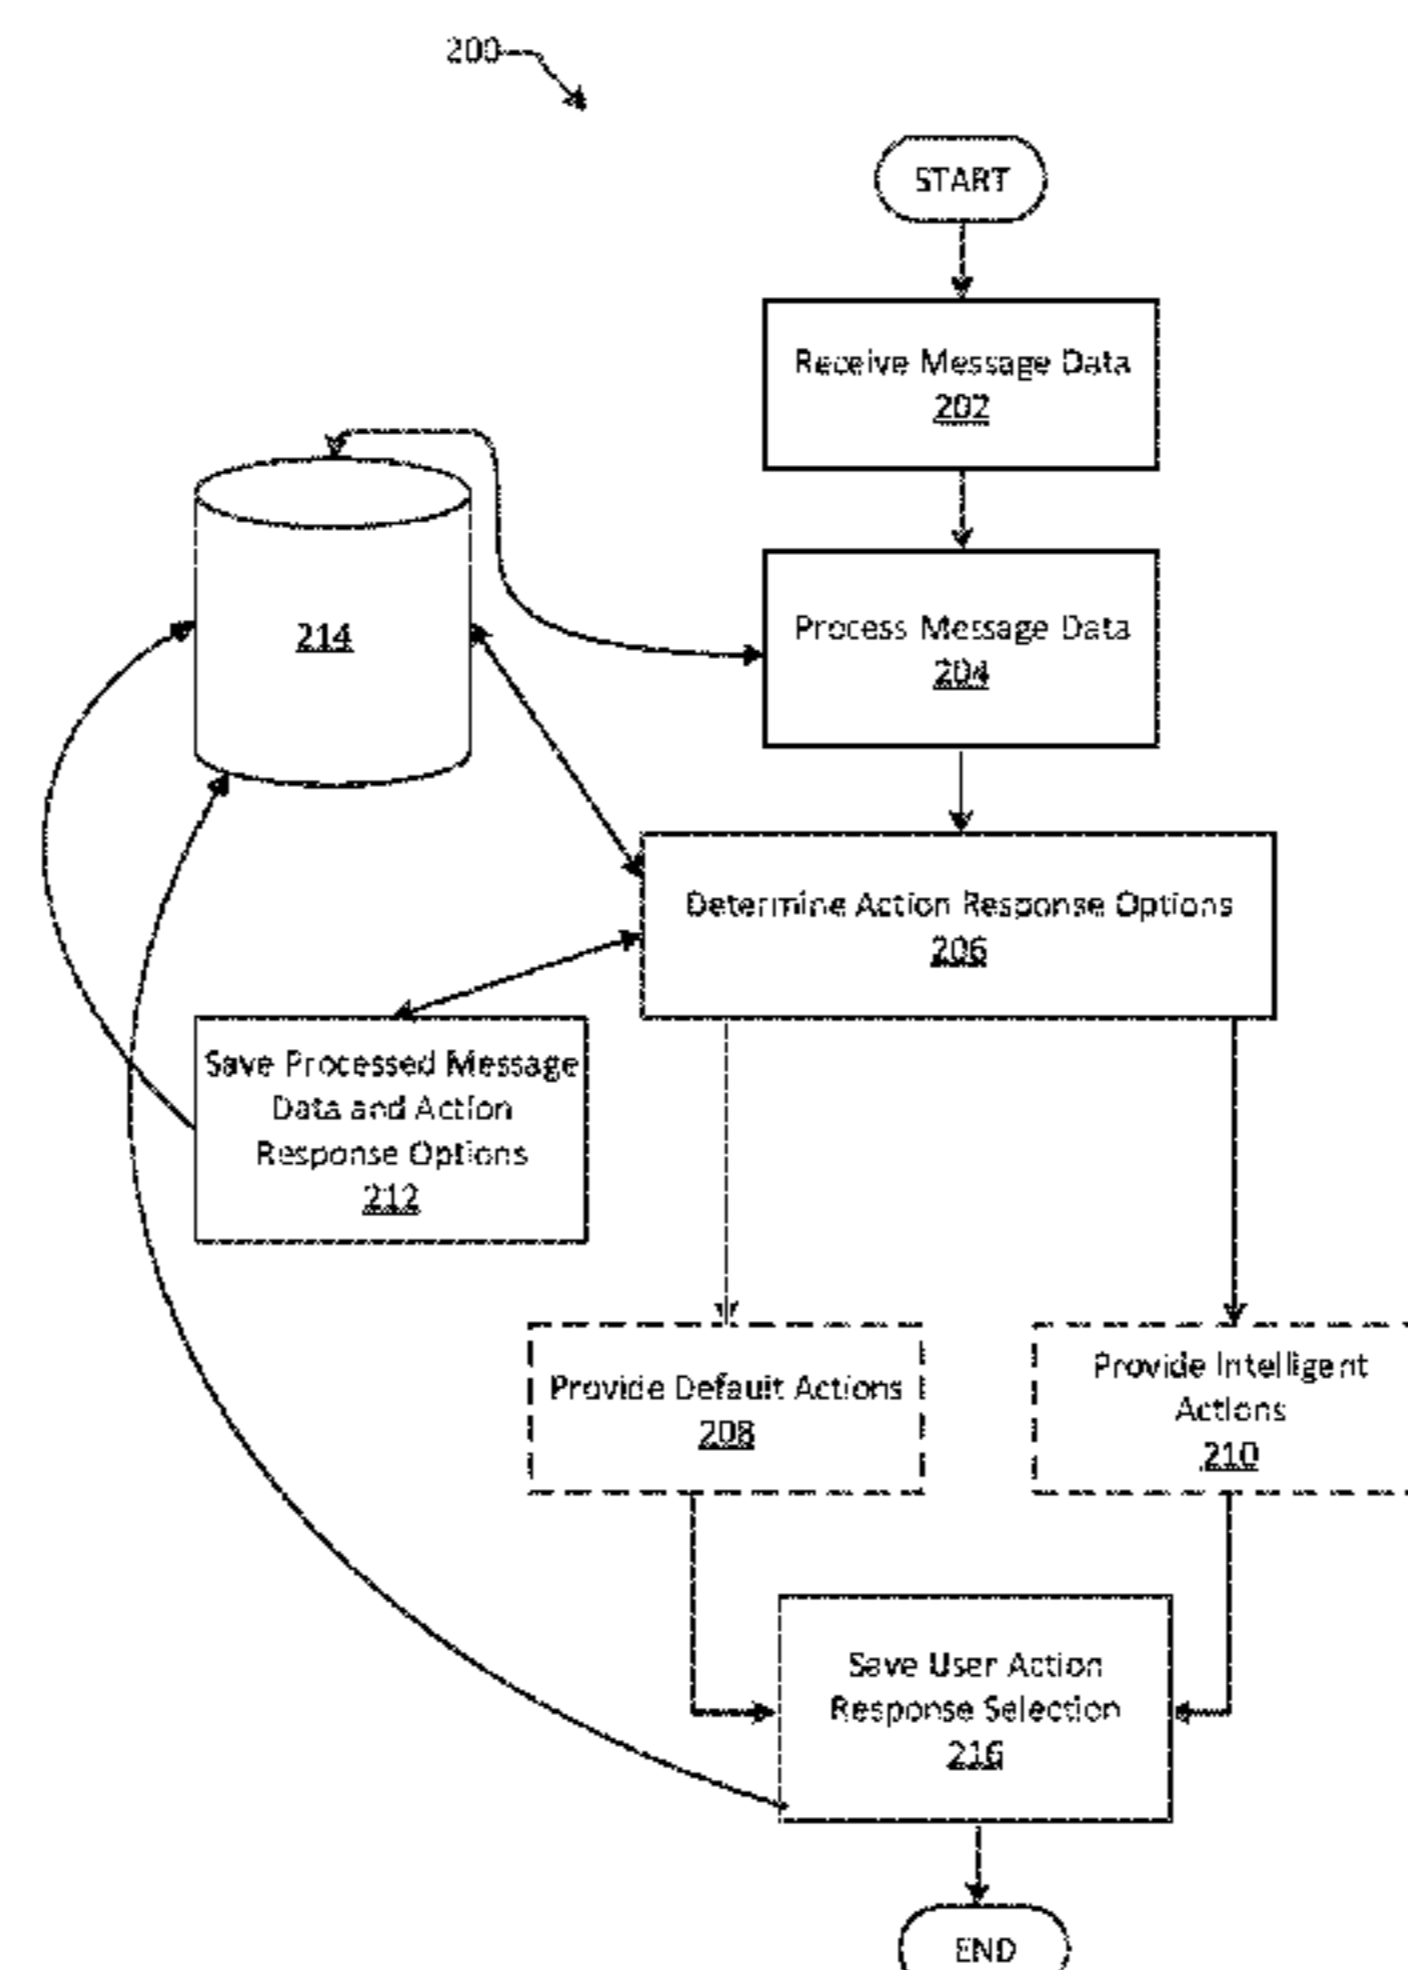 200
START
Receive Message Data
202
214
Process Message Data
204
Determine Action Response Options
206
Save Processed Message
Data and Action
Response Options
212
Provide Default Actions
208
Provide Intelligent
Actions
210
Save User Action
Response Selection
216
END